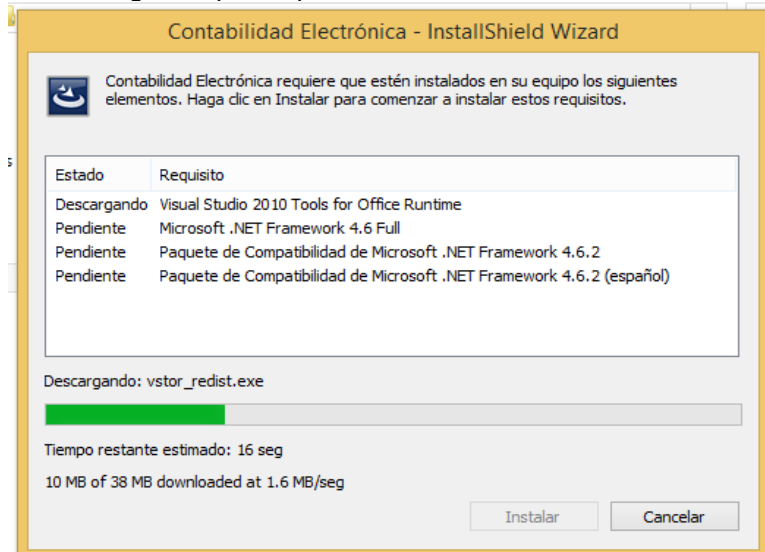 Contabilidad Electrónica - InstallShield Wizard
Contabilidad Electrónica requiere que estén instalados en su equipo los siguientes
elementos. Haga clic en Instalar para comenzar a instalar estos requisitos.
Estado Requisito
Descargando Visual Studio 2010 Tools for Office Runtime
Pendiente Microsoft .NET Framework 4.6 Full
Pendiente Paquete de Compatibilidad de Microsoft .NET Framework 4.6.2
Pendiente Paquete de Compatibilidad de Microsoft .NET Framework 4.6.2 (español)
Descargando: vstor_redist.exe
Tiempo restante estimado: 16 seg
10 MB of 38 MB downloaded at 1.6 MB/seg
Instalar Cancelar